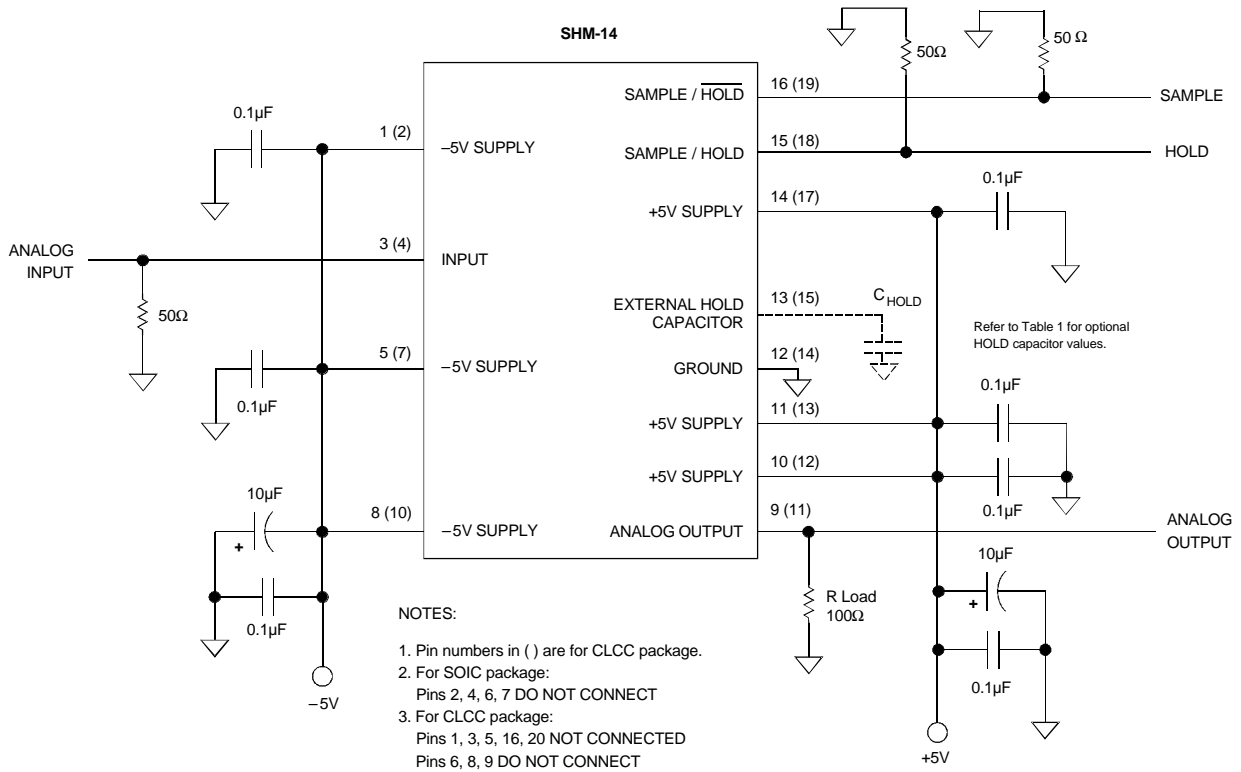 SHM-14
50Ω
50 Ω
SAMPLE / H̅O̅L̅D̅
16 (19)
SAMPLE
0.1µF
1 (2)
–5V SUPPLY
SAMPLE / HOLD
15 (18)
HOLD
+5V SUPPLY
14 (17)
0.1µF
ANALOG
INPUT
3 (4)
INPUT
50Ω
EXTERNAL HOLD
CAPACITOR
13 (15)
CHOLD
Refer to Table 1 for optional
HOLD capacitor values.
5 (7)
–5V SUPPLY
0.1µF
GROUND
12 (14)
+5V SUPPLY
11 (13)
0.1µF
+5V SUPPLY
10 (12)
0.1µF
10µF
+
8 (10)
–5V SUPPLY
0.1µF
ANALOG OUTPUT
9 (11)
ANALOG
OUTPUT
R Load
100Ω
10µF
+
0.1µF
–5V
+5V
NOTES:
1. Pin numbers in ( ) are for CLCC package.
2. For SOIC package:
Pins 2, 4, 6, 7 DO NOT CONNECT
3. For CLCC package:
Pins 1, 3, 5, 16, 20 NOT CONNECTED
Pins 6, 8, 9 DO NOT CONNECT